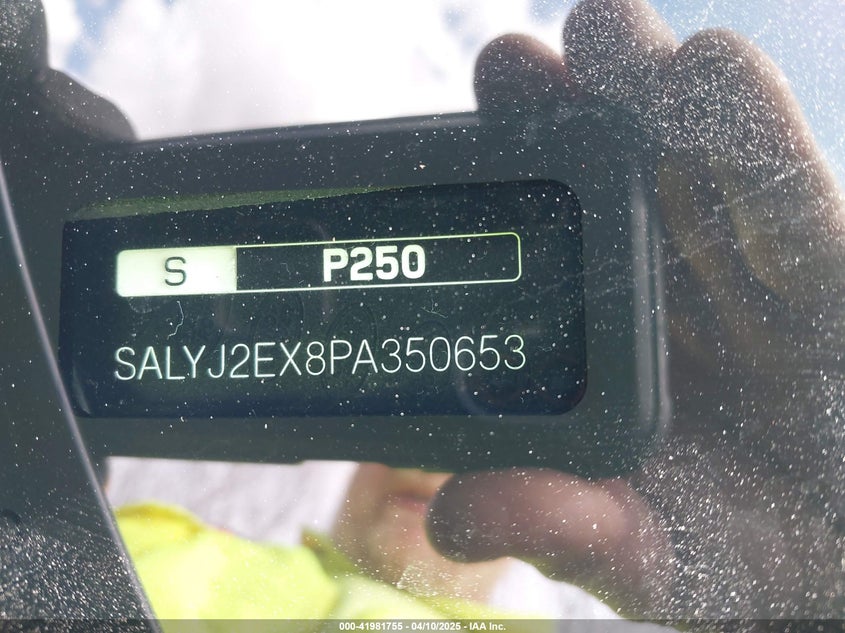 S P250
SALYJ2EX8PA350653
000-41981755 - 04/10/2025 - IAA Inc.